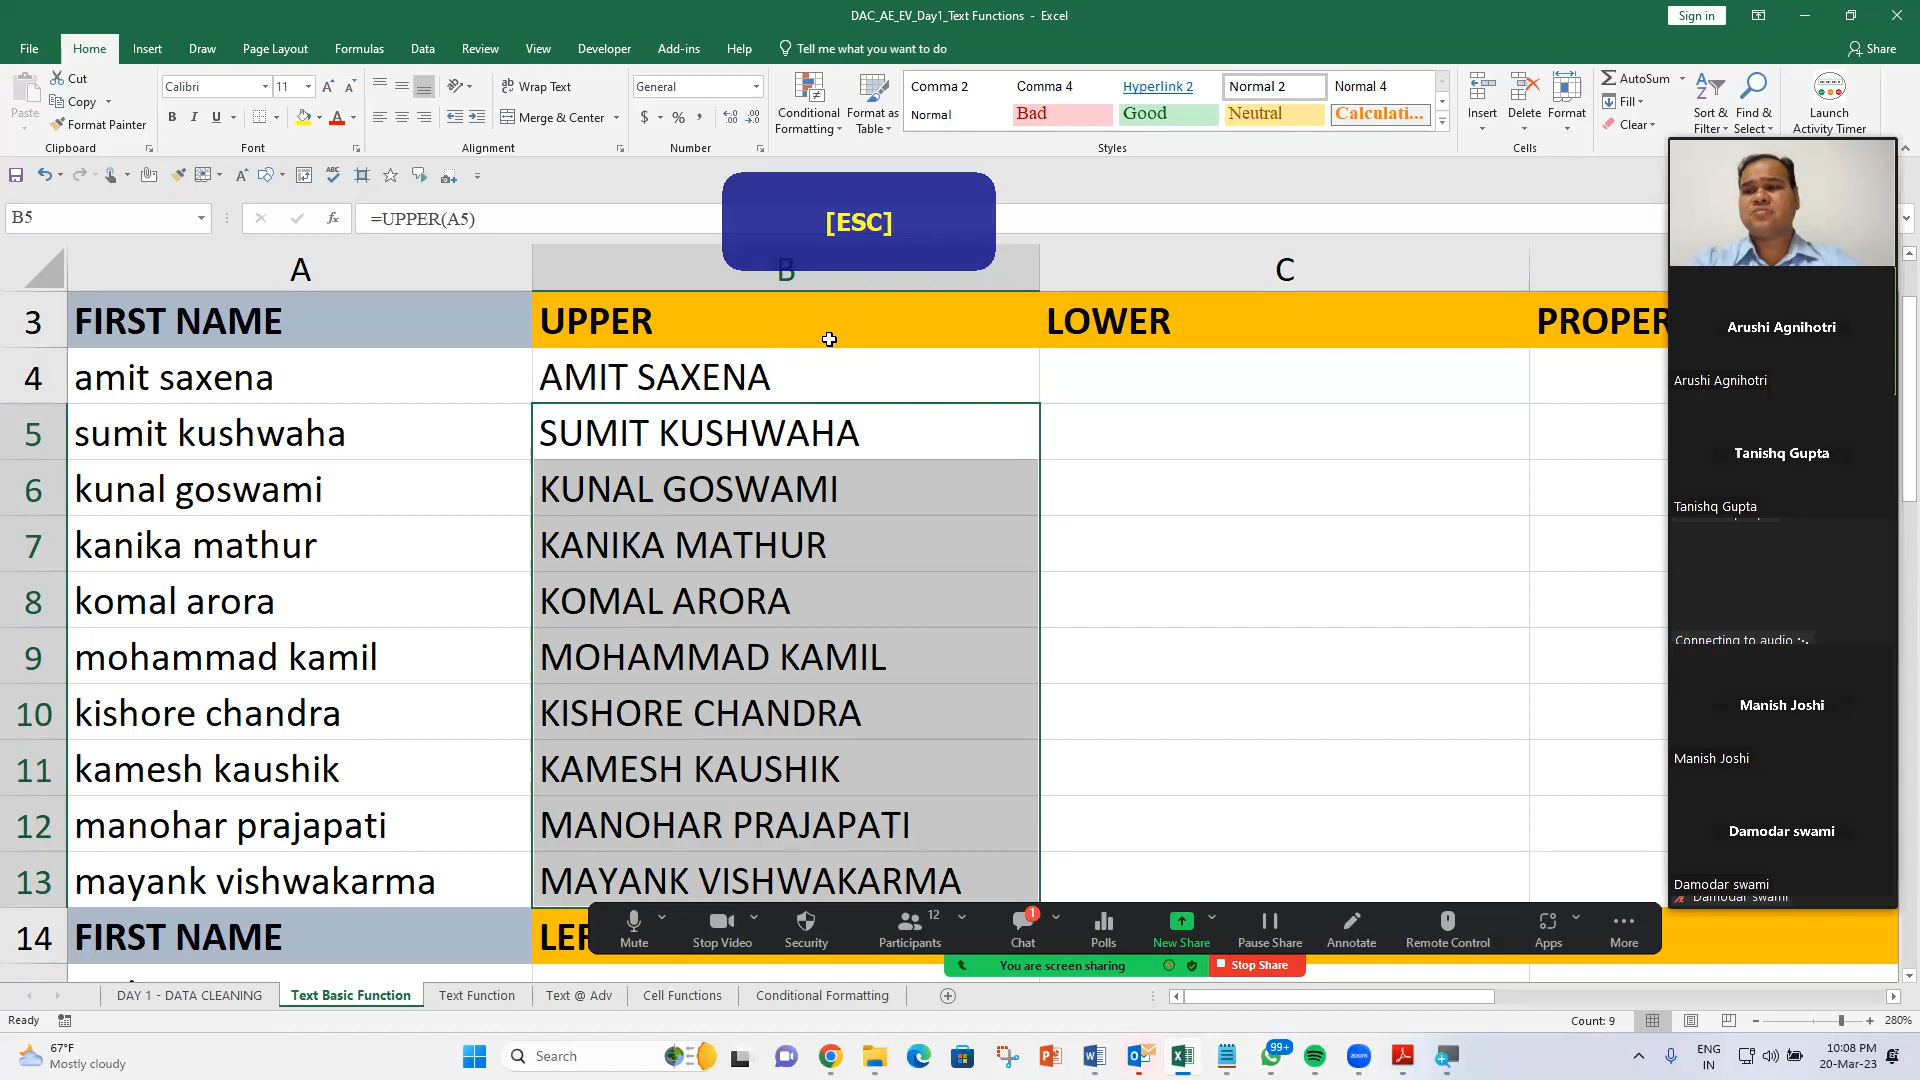 DAC_AE_EV_Day1_Text Functions - Excel
Sign in
File Home Insert Draw Page Layout Formulas Data Review View Developer Add-ins Help Tell me what you want to do Share
Paste
Cut
Copy
Format Painter
Clipboard
Calibri 11
B I U
Font
Wrap Text
Merge & Center
Alignment
General
$ % ,
Number
Conditional Formatting
Format as Table
Comma 2 Comma 4 Hyperlink 2 Normal 2 Normal 4
Normal Bad Good Neutral Calculati...
Styles
Insert Delete Format
Cells
AutoSum
Fill
Clear
Sort & Filter
Find & Select
Launch Activity Timer
B5
fx
=UPPER(A5)
[ESC]
A B C
3 FIRST NAME UPPER LOWER PROPER
4 amit saxena AMIT SAXENA
5 sumit kushwaha SUMIT KUSHWAHA
6 kunal goswami KUNAL GOSWAMI
7 kanika mathur KANIKA MATHUR
8 komal arora KOMAL ARORA
9 mohammad kamil MOHAMMAD KAMIL
10 kishore chandra KISHORE CHANDRA
11 kamesh kaushik KAMESH KAUSHIK
12 manohar prajapati MANOHAR PRAJAPATI
13 mayank vishwakarma MAYANK VISHWAKARMA
14 FIRST NAME
Arushi Agnihotri
Arushi Agnihotri
Tanishq Gupta
Tanishq Gupta
Connecting to audio
Manish Joshi
Manish Joshi
Damodar swami
Damodar swami
Damodar swami
Mute Stop Video Security Participants 12 Chat 1 Polls New Share Pause Share Annotate Remote Control Apps More
You are screen sharing Stop Share
DAY 1 - DATA CLEANING Text Basic Function Text Function Text @ Adv Cell Functions Conditional Formatting
Ready Count: 9 280%
67°F
Mostly cloudy
Search
99+
ENG
IN
10:08 PM
20-Mar-23